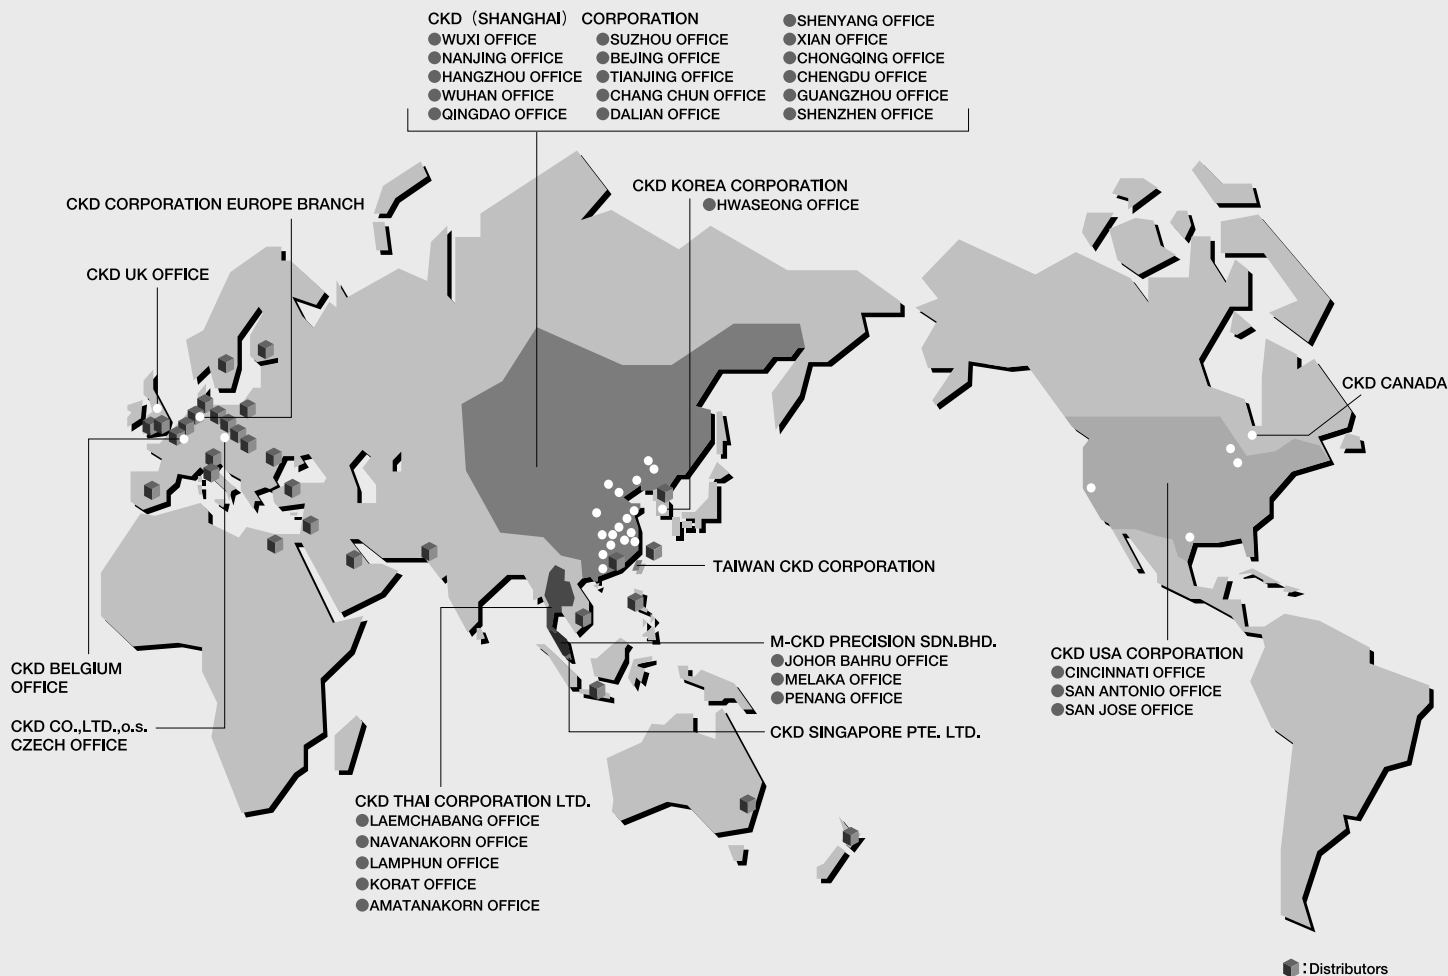 CKD（SHANGHAI） CORPORATION
●WUXI OFFICE
●NANJING OFFICE
●HANGZHOU OFFICE
●WUHAN OFFICE
●QINGDAO OFFICE
●SUZHOU OFFICE
●BEJING OFFICE
●TIANJING OFFICE
●CHANG CHUN OFFICE
●DALIAN OFFICE
●SHENYANG OFFICE
●XIAN OFFICE
●CHONGQING OFFICE
●CHENGDU OFFICE
●GUANGZHOU OFFICE
●SHENZHEN OFFICE
CKD KOREA CORPORATION
●HWASEONG OFFICE
CKD CORPORATION EUROPE BRANCH
CKD UK OFFICE
CKD CANADA
TAIWAN CKD CORPORATION
CKD BELGIUM
OFFICE
CKD CO.,LTD.,o.s.
CZECH OFFICE
M-CKD PRECISION SDN.BHD.
●JOHOR BAHRU OFFICE
●MELAKA OFFICE
●PENANG OFFICE
CKD SINGAPORE PTE. LTD.
CKD USA CORPORATION
●CINCINNATI OFFICE
●SAN ANTONIO OFFICE
●SAN JOSE OFFICE
CKD THAI CORPORATION LTD.
●LAEMCHABANG OFFICE
●NAVANAKORN OFFICE
●LAMPHUN OFFICE
●KORAT OFFICE
●AMATANAKORN OFFICE
: Distributors